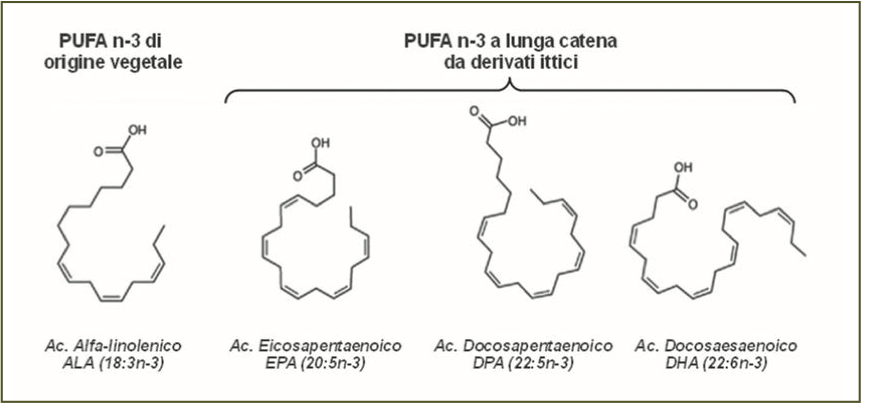 PUFA n-3 di
origine vegetale
PUFA n-3 a lunga catena
da derivati ittici
OH
O
OH
O
O
OH
OH
O
Ac. Alfa-linolenico
ALA (18:3n-3)
Ac. Eicosapentaenoico
EPA (20:5n-3)
Ac. Docosapentaenoico
DPA (22:5n-3)
Ac. Docosaesaenoico
DHA (22:6n-3)